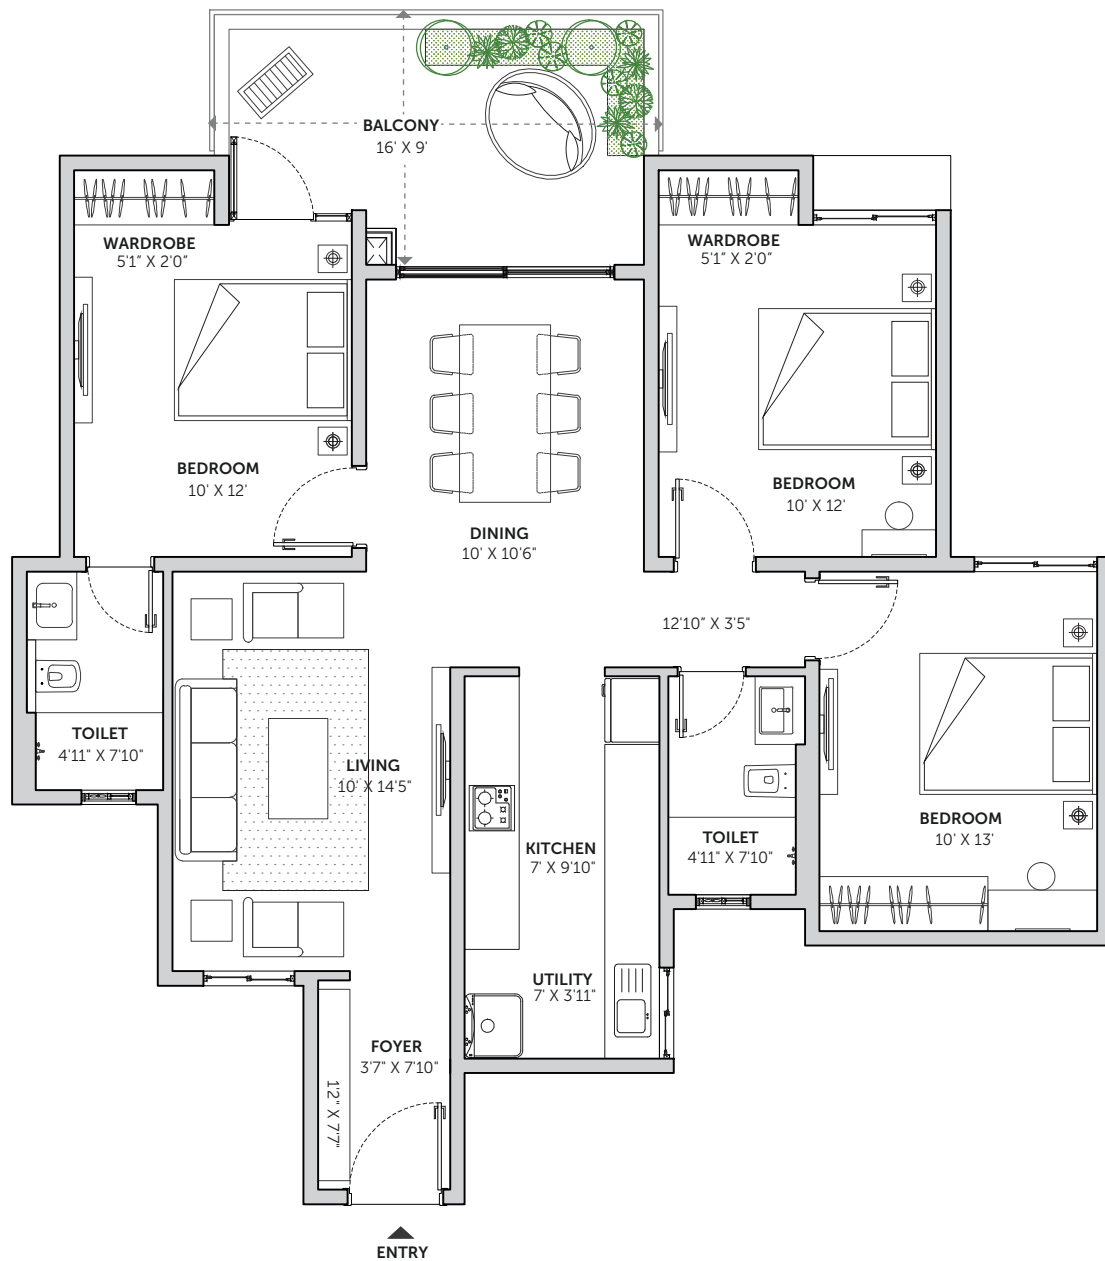 BALCONY
16' X 9'
WARDROBE
5'1" X 2'0"
WARDROBE
5'1" X 2'0"
BEDROOM
10' X 12'
BEDROOM
10' X 12'
DINING
10' X 10'6"
12'10" X 3'5"
TOILET
4'11" X 7'10"
LIVING
10' X 14'5"
KITCHEN
7' X 9'10"
TOILET
4'11" X 7'10"
BEDROOM
10' X 13'
UTILITY
7' X 3'11"
FOYER
3'7" X 7'10"
1'2" X 7'7"
ENTRY